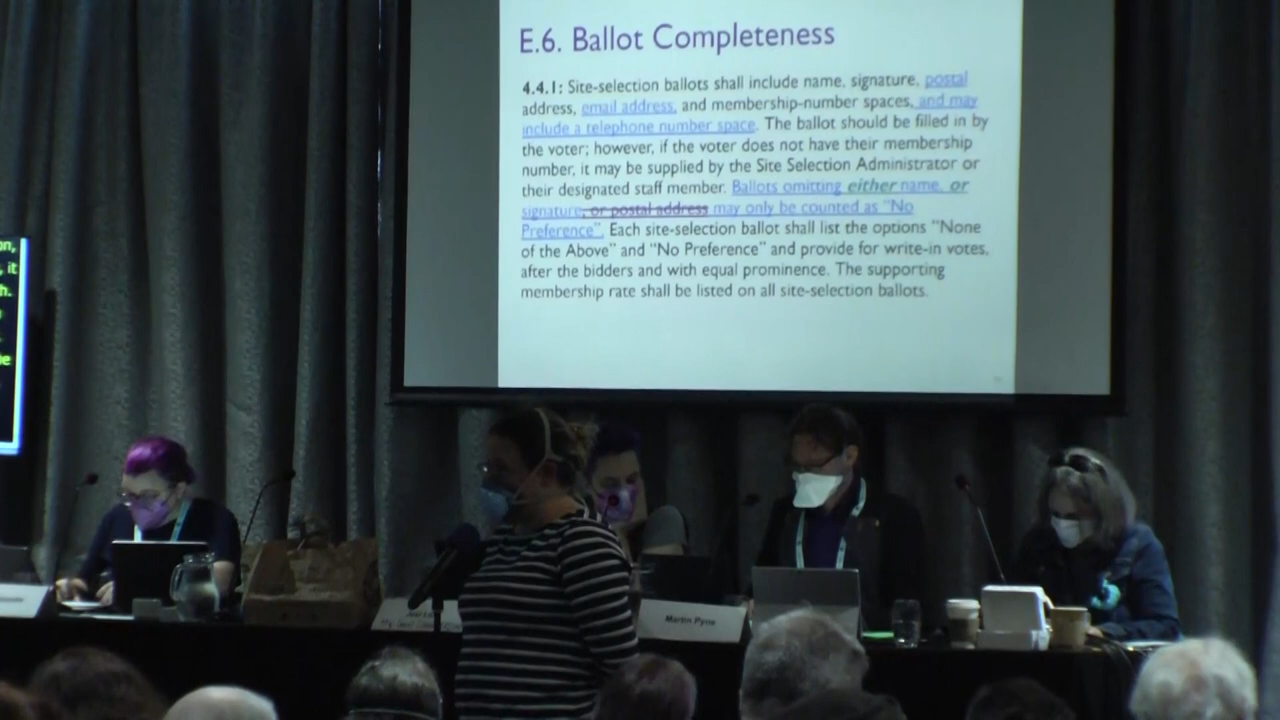 E.6. Ballot Completeness
4.4.1: Site-selection ballots shall include name, signature, postal
address, email address, and membership-number spaces, and may
include a telephone number space. The ballot should be filled in by
the voter; however, if the voter does not have their membership
number, it may be supplied by the Site Selection Administrator or
their designated staff member. Ballots omitting either name, or
signature, or postal address may only be counted as "No
Preference". Each site-selection ballot shall list the options "None
of the Above" and "No Preference" and provide for write-in votes,
after the bidders and with equal prominence. The supporting
membership rate shall be listed on all site-selection ballots.
on,
, it
h.
Martin Pyne